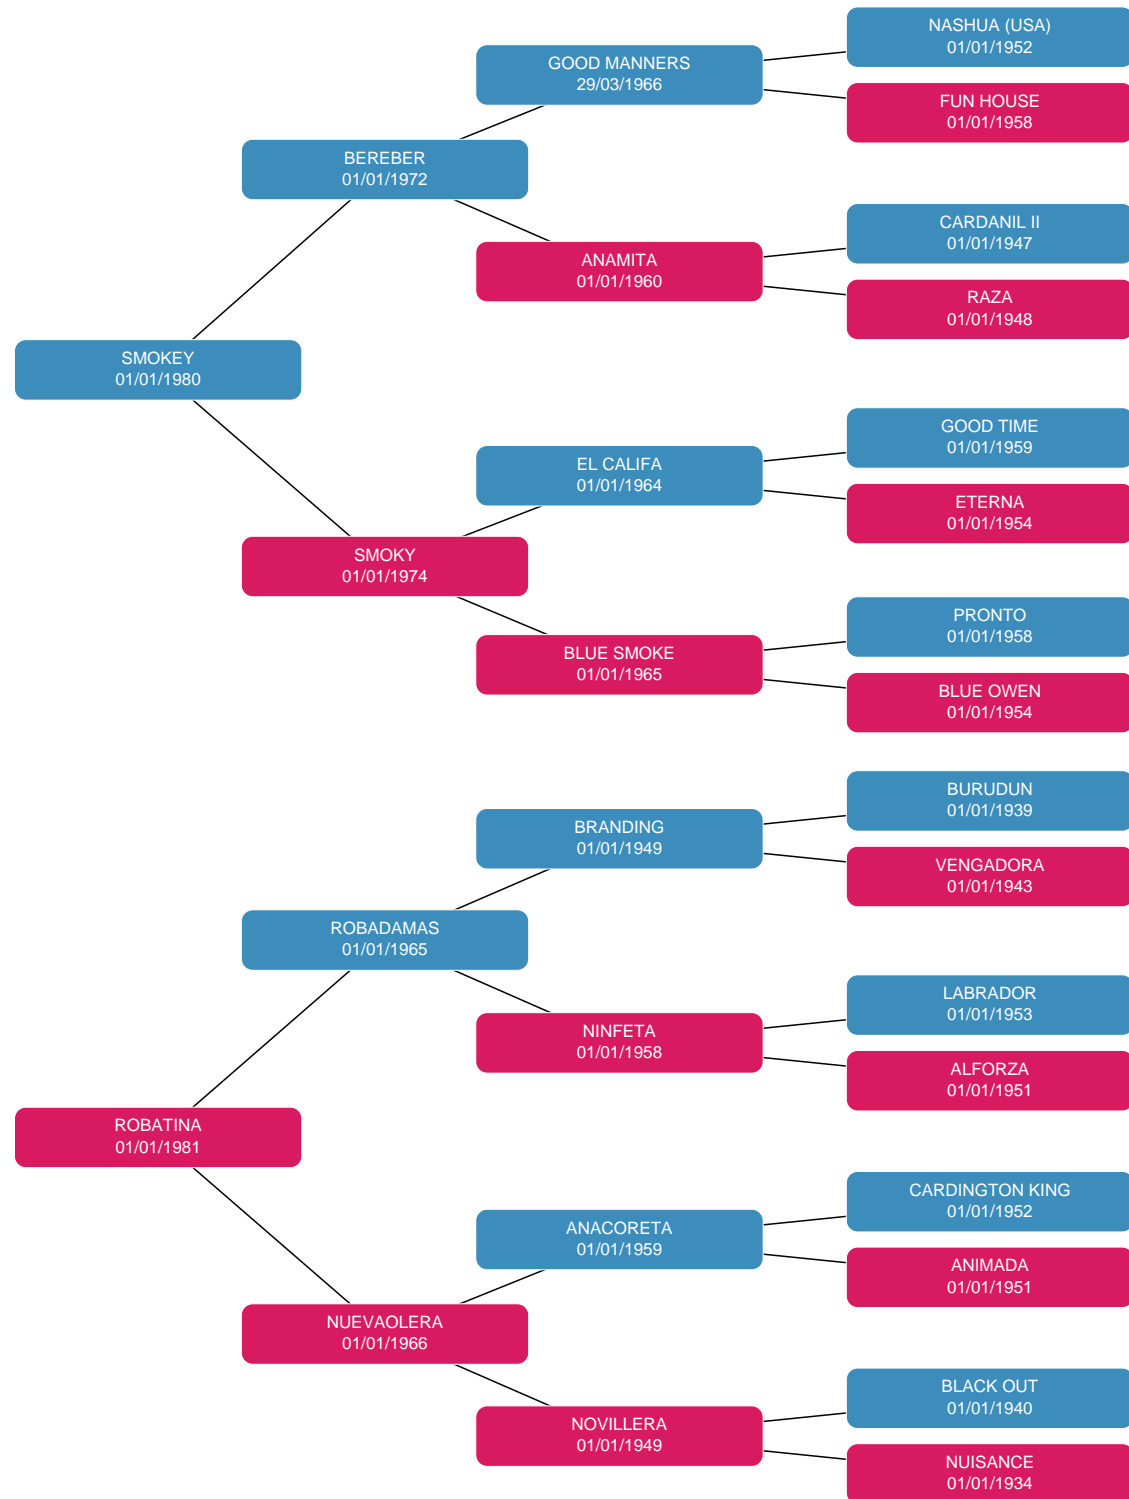 NASHUA (USA)
01/01/1952
GOOD MANNERS
29/03/1966
FUN HOUSE
01/01/1958
BEREBER
01/01/1972
CARDANIL II
01/01/1947
ANAMITA
01/01/1960
RAZA
01/01/1948
SMOKEY
01/01/1980
GOOD TIME
01/01/1959
EL CALIFA
01/01/1964
ETERNA
01/01/1954
SMOKY
01/01/1974
PRONTO
01/01/1958
BLUE SMOKE
01/01/1965
BLUE OWEN
01/01/1954
BURUDUN
01/01/1939
BRANDING
01/01/1949
VENGADORA
01/01/1943
ROBADAMAS
01/01/1965
LABRADOR
01/01/1953
NINFETA
01/01/1958
ALFORZA
01/01/1951
ROBATINA
01/01/1981
CARDINGTON KING
01/01/1952
ANACORETA
01/01/1959
ANIMADA
01/01/1951
NUEVAOLERA
01/01/1966
BLACK OUT
01/01/1940
NOVILLERA
01/01/1949
NUISANCE
01/01/1934